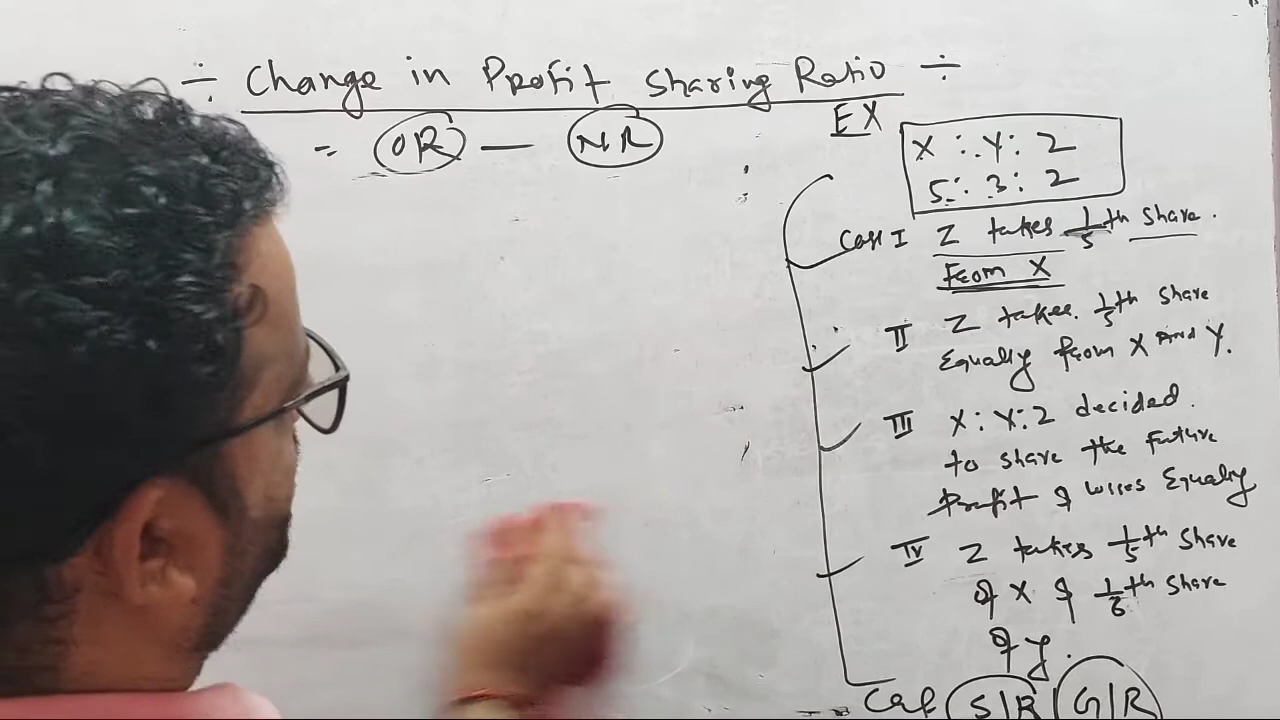 ÷ Change in Profit Sharing Ratio ÷
= OR — NR
EX
X : Y : Z
5 : 3 : 2
Case I Z takes 1/5th share.
From X
II Z takes 1/5th share
Equally from X and Y.
III X : Y : Z decided.
to share the Future
Profit & losses Equally
IV Z takes 1/5th share
of X & 1/6th share
of y.
Cal S/R G/R